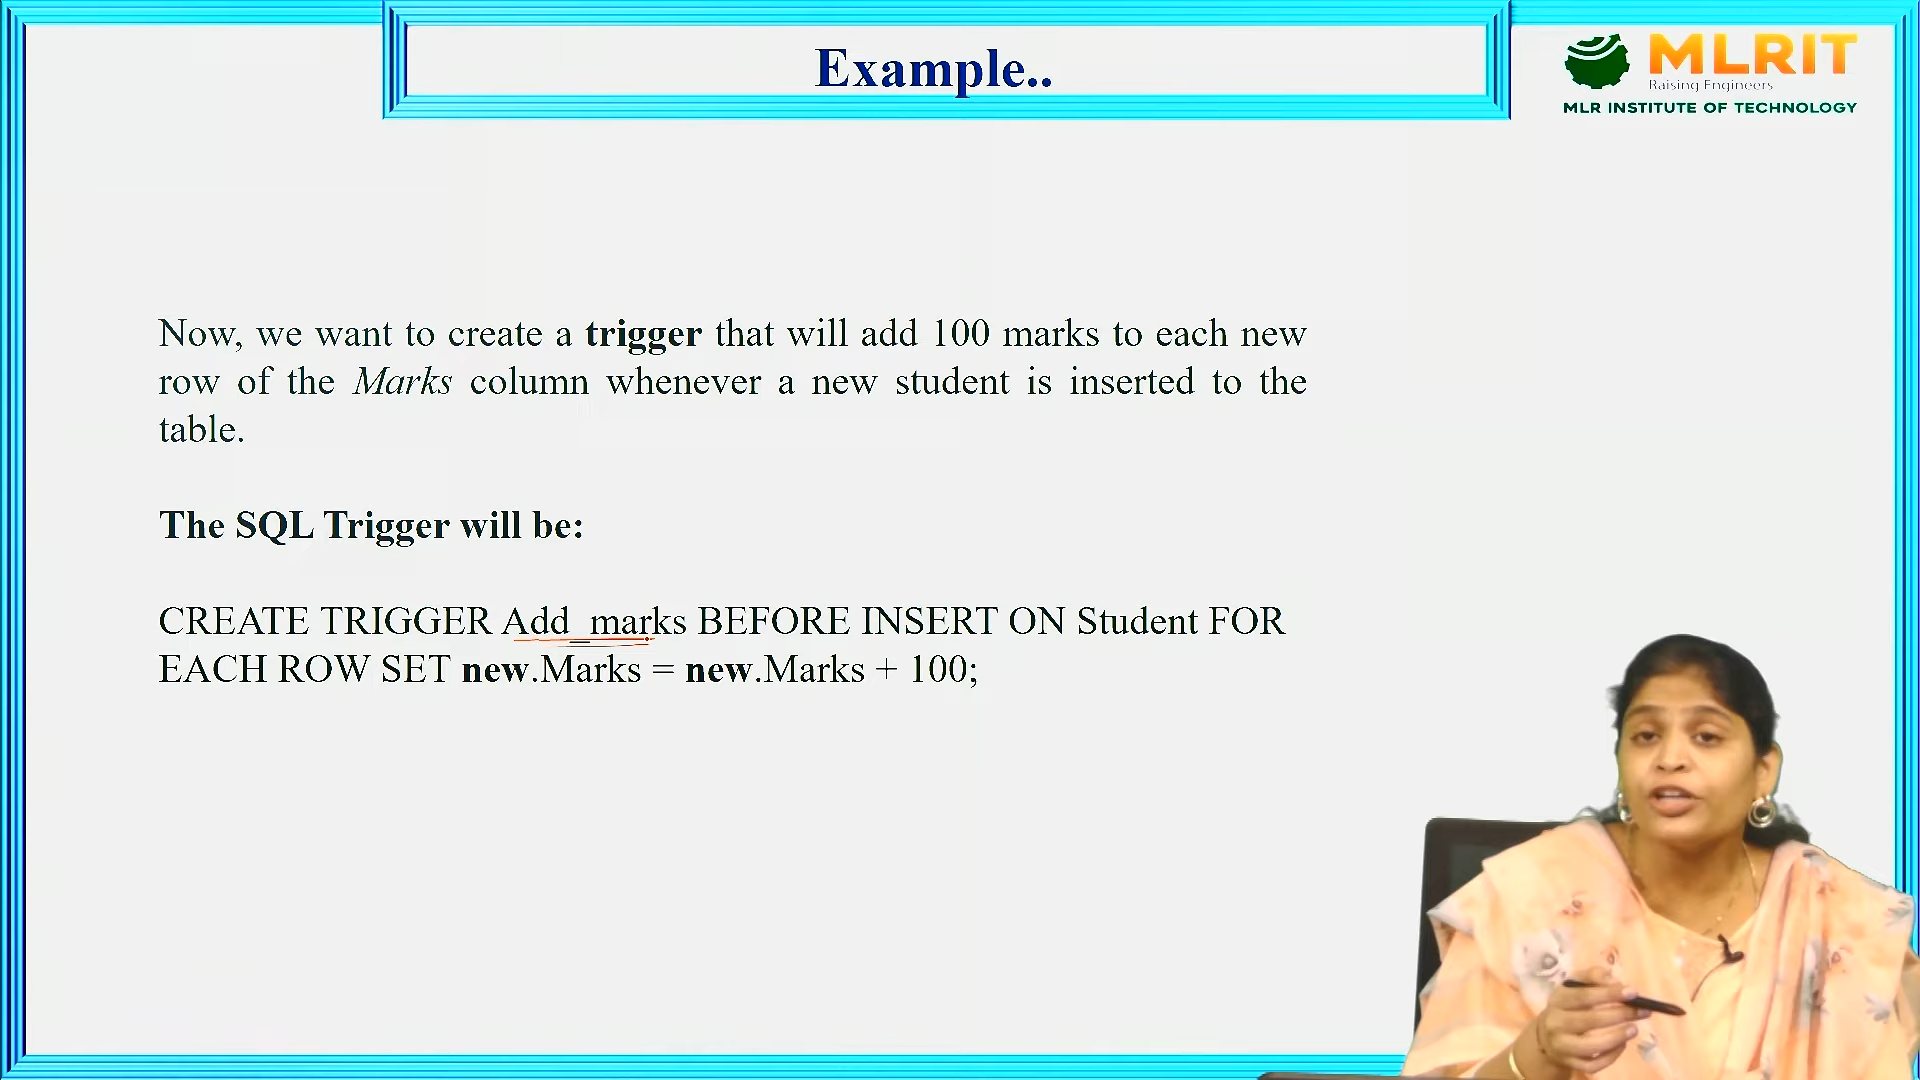 Example..
MLRIT
Raising Engineers
MLR INSTITUTE OF TECHNOLOGY
Now, we want to create a trigger that will add 100 marks to each new
row of the Marks column whenever a new student is inserted to the
table.
The SQL Trigger will be:
CREATE TRIGGER Add_marks BEFORE INSERT ON Student FOR
EACH ROW SET new.Marks = new.Marks + 100;